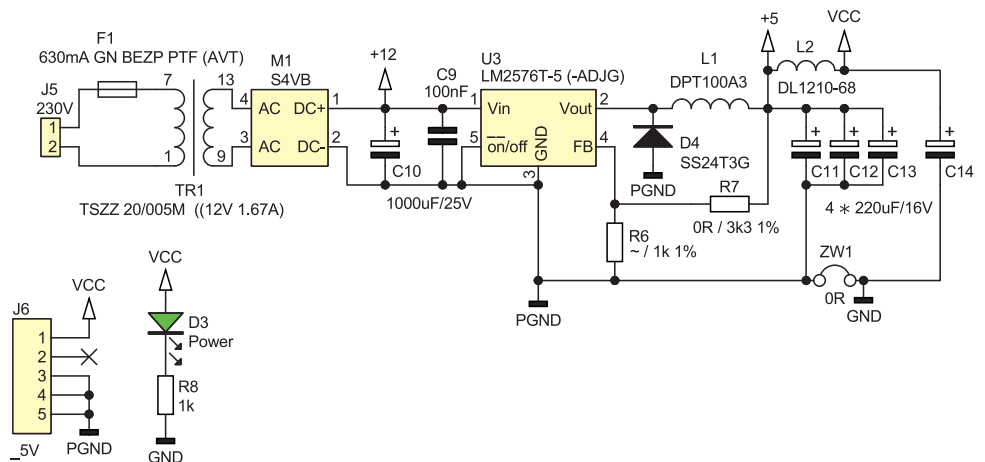 F1
630mA GN BEZP PTF (AVT)
J5
230V
1
2
7
1
13
9
TR1
TSZZ 20/005M ((12V 1.67A)
M1
S4VB
4
3
AC DC+
AC DC-
1
2
+12
+
C10
1000uF/25V
C9
100nF
U3
LM2576T-5 (-ADJG)
1
5
Vin
on/off
Vout
FB
GND
2
4
3
D4
SS24T3G
PGND
L1
DPT100A3
+5
L2
DL1210-68
VCC
+
+
+
+
C11
C12
C13
C14
4 * 220uF/16V
R7
0R / 3k3 1%
R6
~ / 1k 1%
ZW1
0R
GND
PGND
VCC
J6
1
2
3
4
5
_5V
PGND
VCC
D3
Power
R8
1k
GND